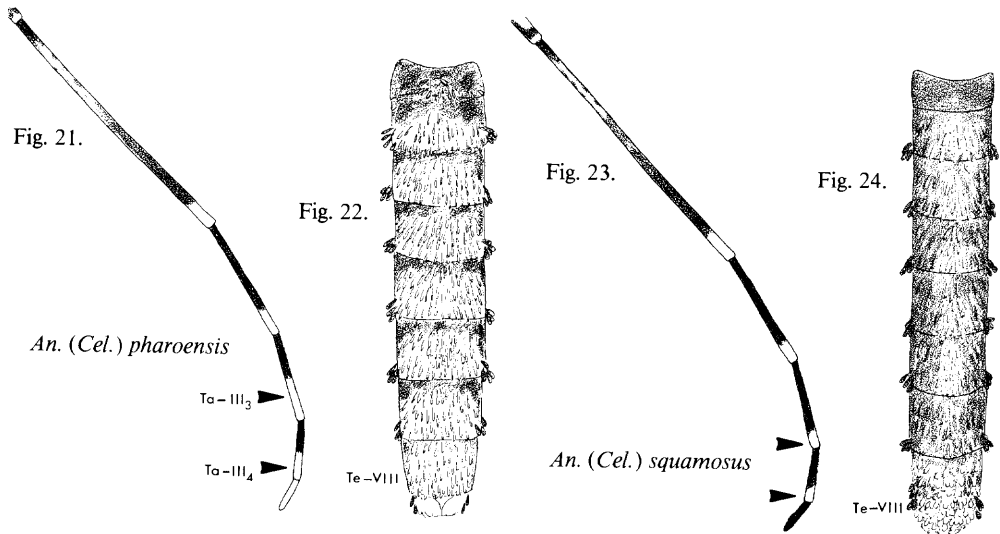 Fig. 21.
Fig. 22.
An. (Cel.) pharoensis
Ta-III3
Ta-III4
Te-VIII
Fig. 23.
Fig. 24.
An. (Cel.) squamosus
Te-VIII